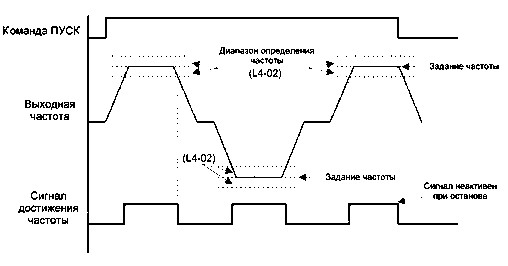 Команда ПУСК
Диапазон определения
частоты
(L4-02)
Задание частоты
Выходная
частота
(L4-02)
Задание частоты
Сигнал
достижения
частоты
Сигнал неактивен
при останова